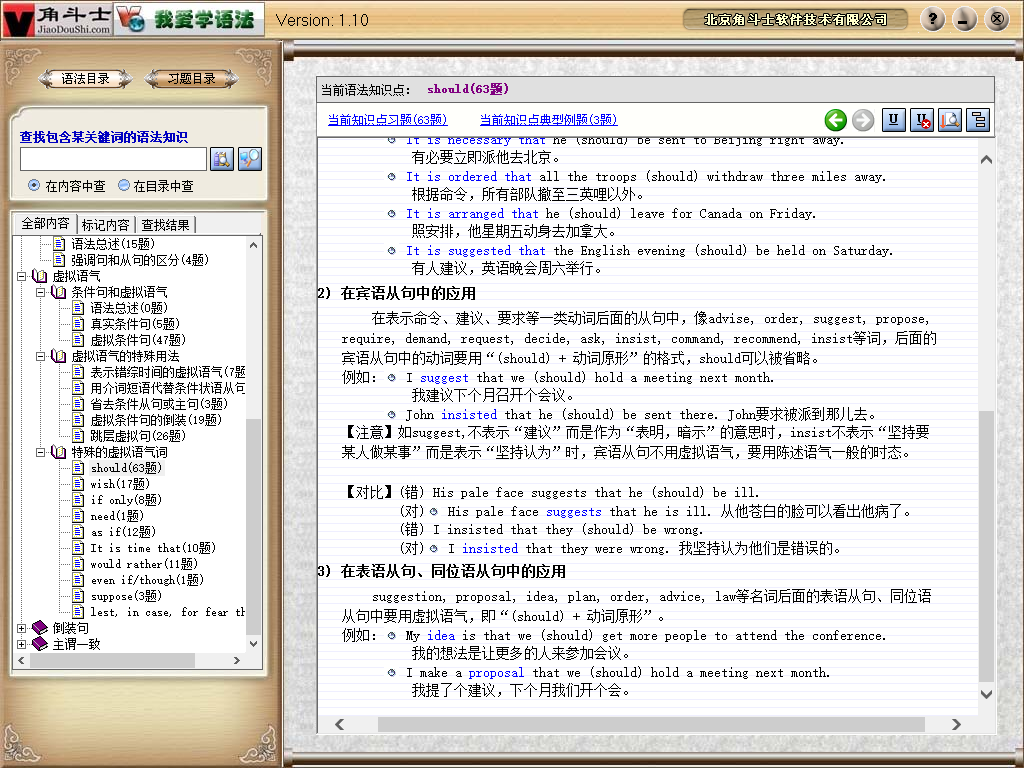 角斗士
JiaoDouShi.com
我爱学语法
Version: 1.10
北京角斗士软件技术有限公司
语法目录
习题目录
查找包含某关键词的语法知识
在内容中查
在目录中查
全部内容
标记内容
查找结果
语法总述(15题)
强调句和从句的区分(4题)
虚拟语气
条件句和虚拟语气
语法总述(0题)
真实条件句(5题)
虚拟条件句(47题)
虚拟语气的特殊用法
表示错综时间的虚拟语气(7题
用介词短语代替条件状语从句
省去条件从句或主句(3题)
虚拟条件句的倒装(19题)
跳层虚拟句(26题)
特殊的虚拟语气词
should(63题)
wish(17题)
if only(8题)
need(1题)
as if(12题)
It is time that(10题)
would rather(11题)
even if/though(1题)
suppose(3题)
lest, in case, for fear th
倒装句
主谓一致
当前语法知识点： should(63题)
当前知识点习题(63题)
当前知识点典型例题(3题)
It is necessary that he (should) be sent to Beijing right away.
有必要立即派他去北京。
It is ordered that all the troops (should) withdraw three miles away.
根据命令，所有部队撤至三英哩以外。
It is arranged that he (should) leave for Canada on Friday.
照安排，他星期五动身去加拿大。
It is suggested that the English evening (should) be held on Saturday.
有人建议，英语晚会周六举行。
2) 在宾语从句中的应用
在表示命令、建议、要求等一类动词后面的从句中，像advise, order, suggest, propose,
require, demand, request, decide, ask, insist, command, recommend, insist等词，后面的
宾语从句中的动词要用“(should) + 动词原形”的格式，should可以被省略。
例如： I suggest that we (should) hold a meeting next month.
我建议下个月召开个会议。
John insisted that he (should) be sent there. John要求被派到那儿去。
【注意】如suggest,不表示“建议”而是作为“表明，暗示”的意思时，insist不表示“坚持要
某人做某事”而是表示“坚持认为”时，宾语从句不用虚拟语气，要用陈述语气一般的时态。
【对比】(错) His pale face suggests that he (should) be ill.
(对) His pale face suggests that he is ill. 从他苍白的脸可以看出他病了。
(错) I insisted that they (should) be wrong.
(对) I insisted that they were wrong. 我坚持认为他们是错误的。
3) 在表语从句、同位语从句中的应用
suggestion, proposal, idea, plan, order, advice, law等名词后面的表语从句、同位语
从句中要用虚拟语气，即“(should) + 动词原形”。
例如： My idea is that we (should) get more people to attend the conference.
我的想法是让更多的人来参加会议。
I make a proposal that we (should) hold a meeting next month.
我提了个建议，下个月我们开个会。